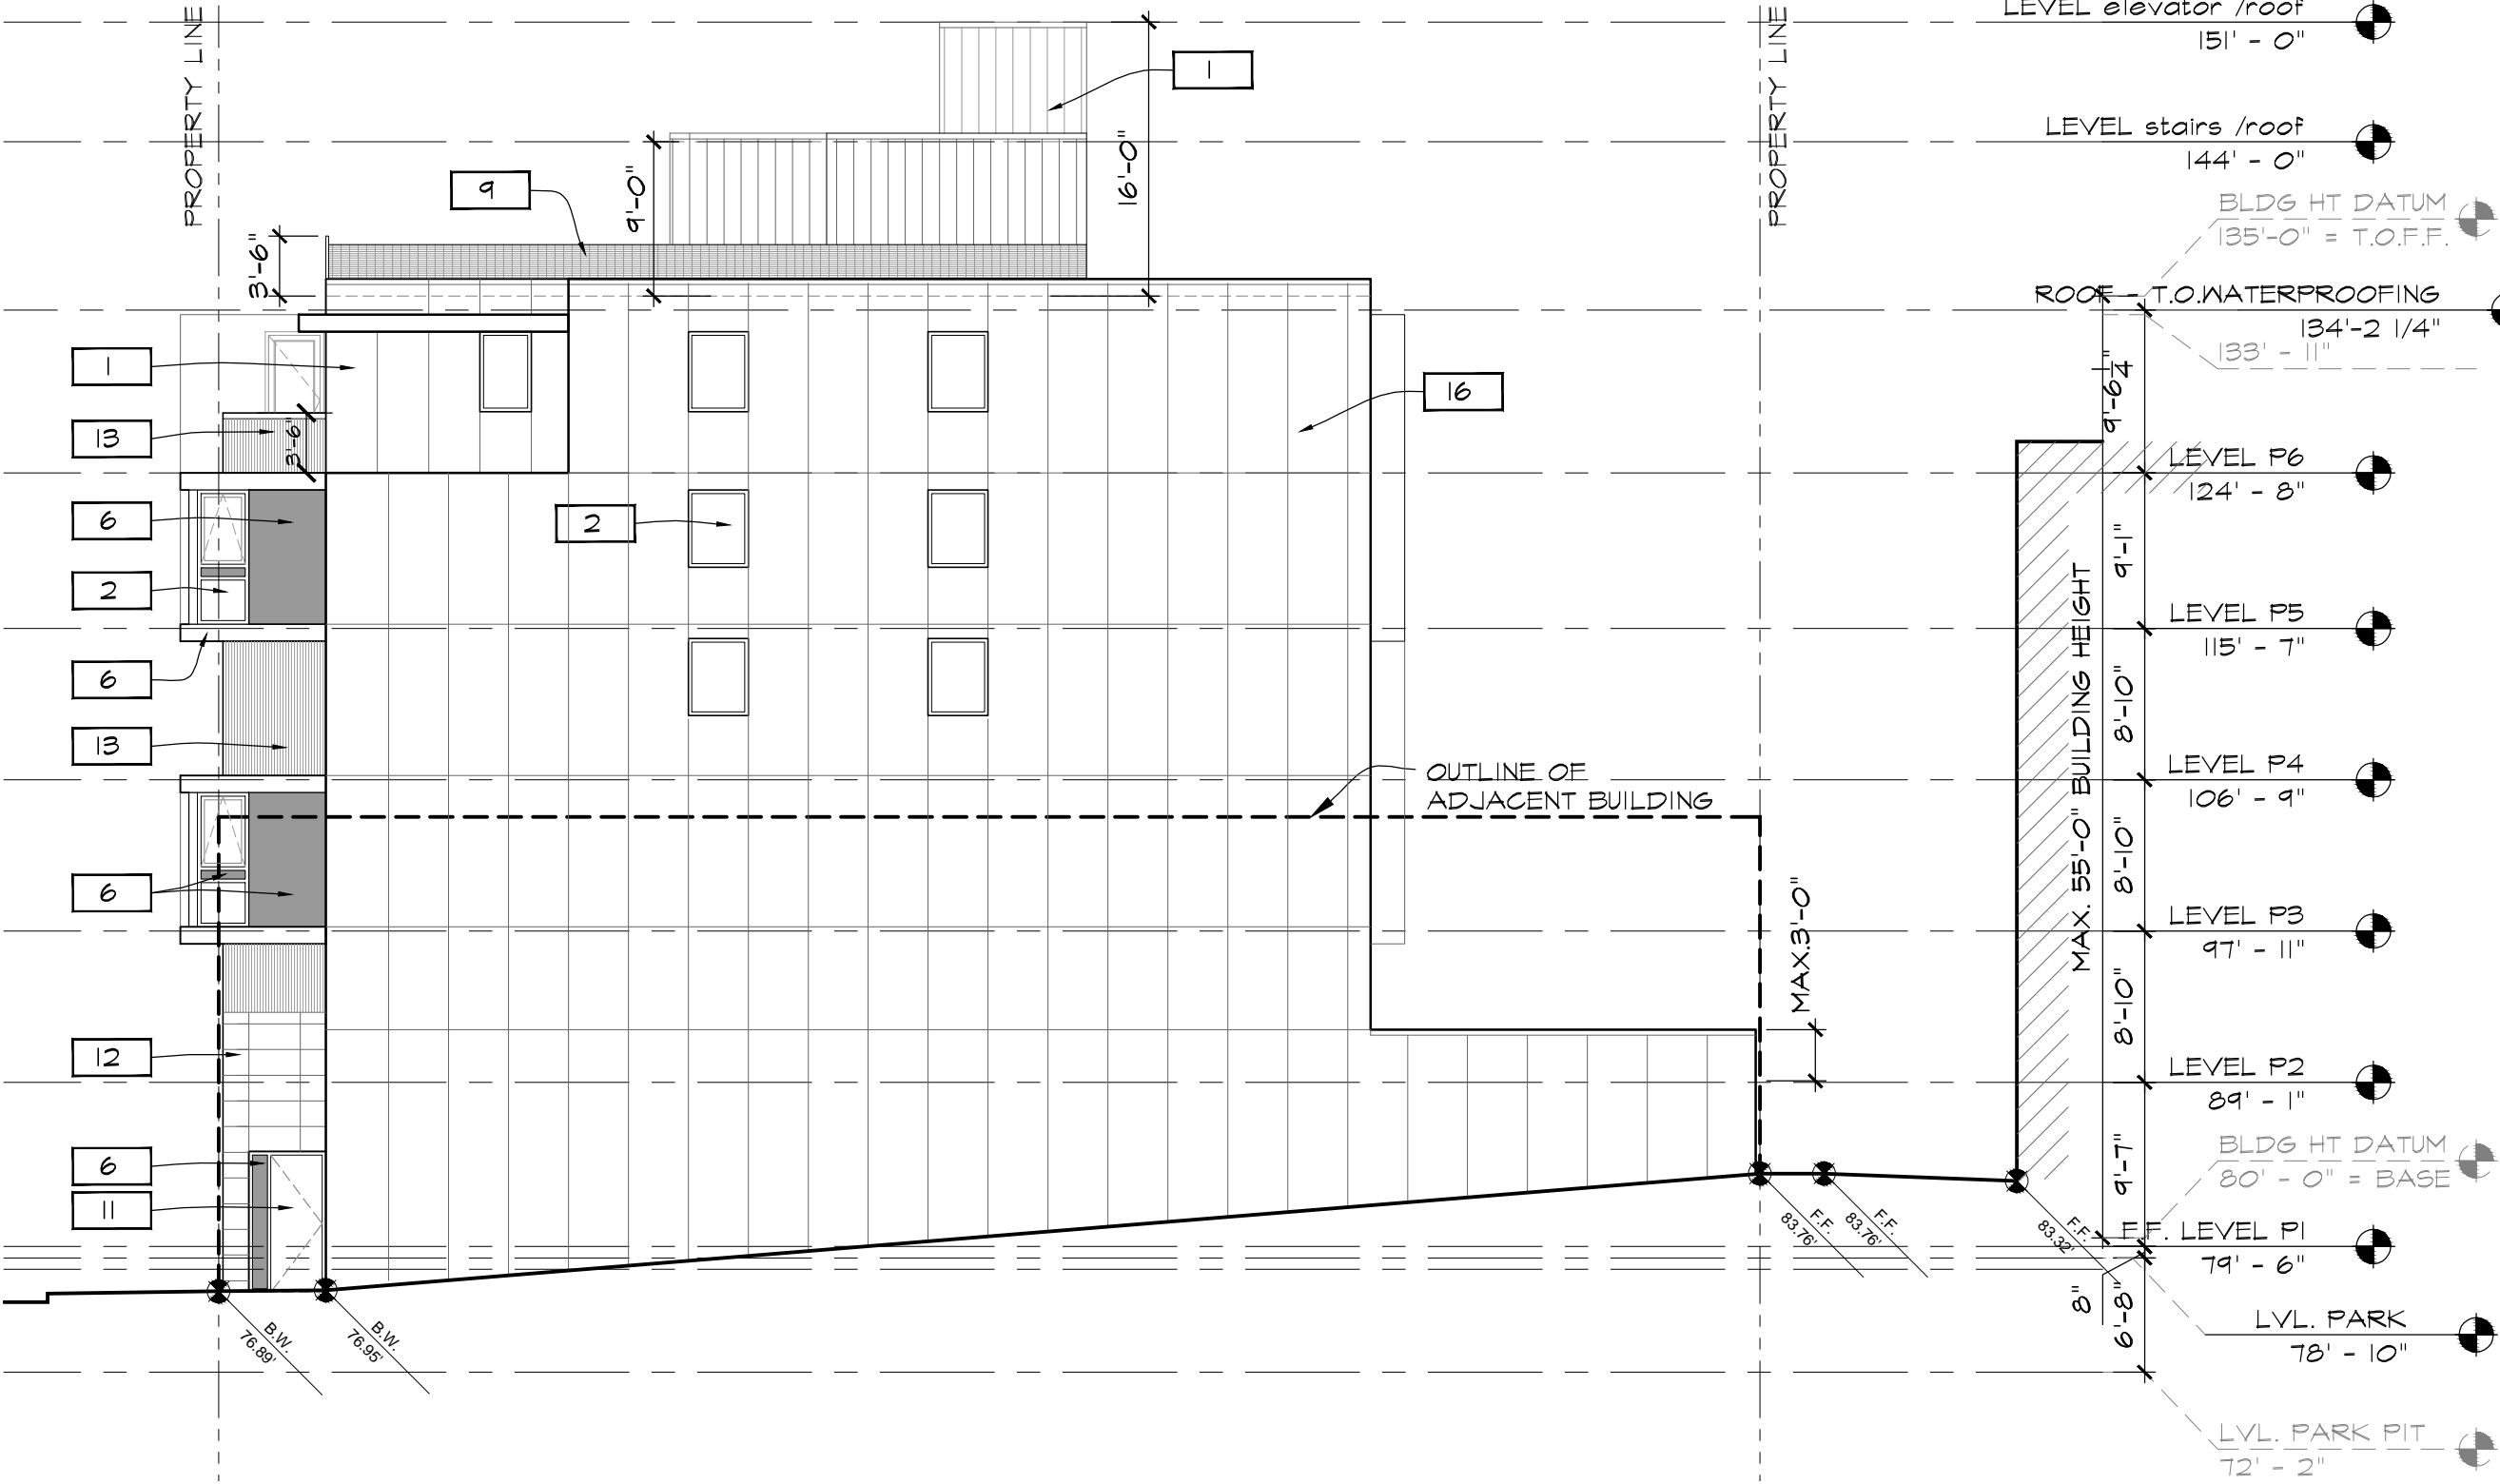 PROPERTY LINE
PROPERTY LINE
LEVEL elevator /roof
151' - 0"
1
16'-0"
LEVEL stairs /roof
144' - 0"
9
9'-0"
3'-6"
BLDG HT DATUM
135'-0" = T.O.F.F.
ROOF - T.O.WATERPROOFING
134'-2 1/4"
133' - 11"
1
13
3'-6"
16
9'-6 1/4"
LEVEL P6
124' - 8"
6
2
2
9'-1"
LEVEL P5
115' - 7"
6
13
8'-10"
MAX. 55'-0" BUILDING HEIGHT
OUTLINE OF
ADJACENT BUILDING
LEVEL P4
106' - 9"
6
8'-10"
MAX.3'-0"
LEVEL P3
97' - 11"
12
8'-10"
LEVEL P2
89' - 1"
6
11
9'-7"
BLDG HT DATUM
80' - 0" = BASE
F.F.
83.76'
F.F.
83.76'
F.F.
83.32'
F.F. LEVEL P1
79' - 6"
B.W.
76.89'
B.W.
76.95'
8"
6'-8"
LVL. PARK
78' - 10"
LVL. PARK PIT
72' - 2"